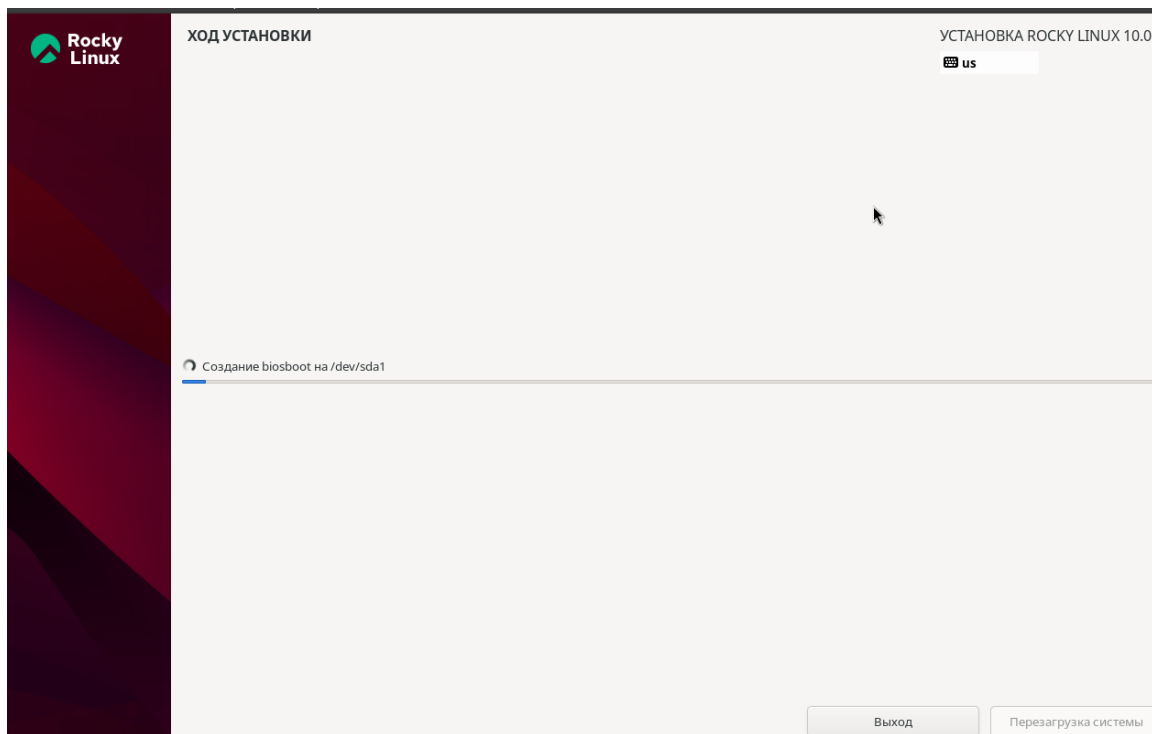 Rocky
Linux
ХОД УСТАНОВКИ
УСТАНОВКА ROCKY LINUX 10.0
us
Создание biosboot на /dev/sda1
Выход
Перезагрузка системы